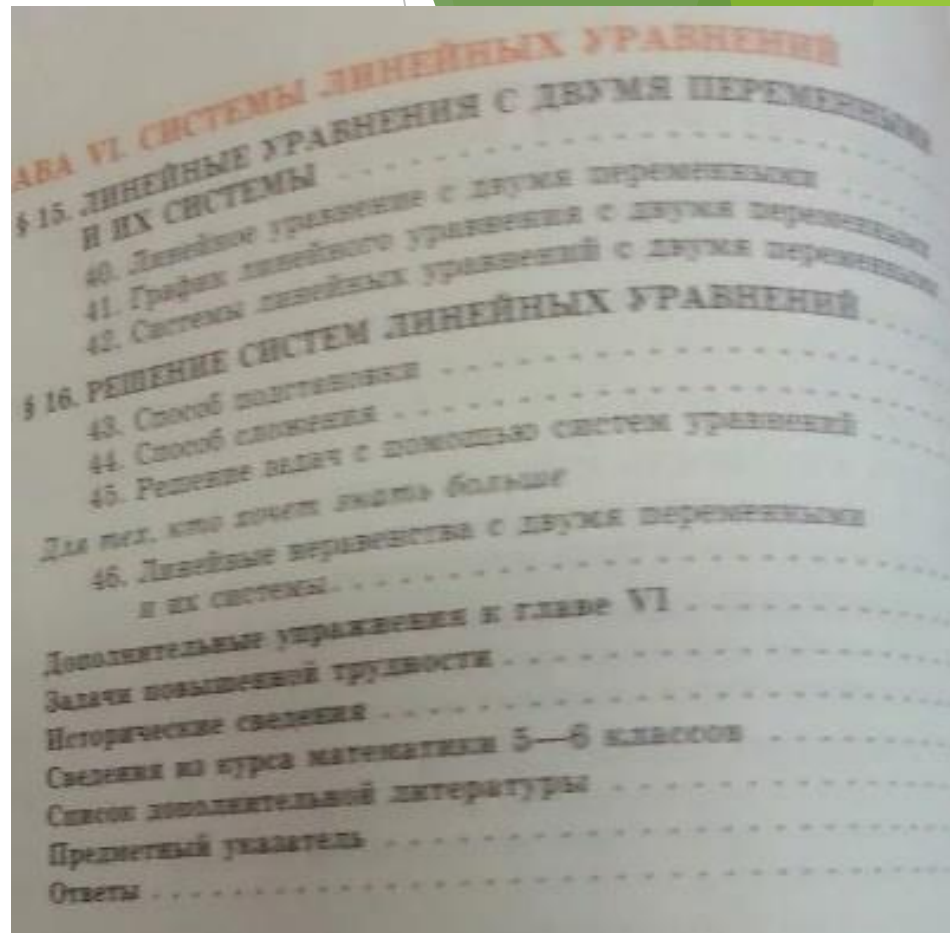 АВА VI. СИСТЕМЫ ЛИНЕЙНЫХ УРАВНЕНИЙ
§ 15. ЛИНЕЙНЫЕ УРАВНЕНИЯ С ДВУМЯ ПЕРЕМЕННЫМИ
И ИХ СИСТЕМЫ
40. Линейное уравнение с двумя переменными
41. График линейного уравнения с двумя переменными
42. Системы линейных уравнений с двумя переменными
§ 16. РЕШЕНИЕ СИСТЕМ ЛИНЕЙНЫХ УРАВНЕНИЙ
43. Способ подстановки
44. Способ сложения
45. Решение задач с помощью систем уравнений
Для тех, кто хочет знать больше
46. Линейные неравенства с двумя переменными
и их системы
Дополнительные упражнения к главе VI
Задачи повышенной трудности
Исторические сведения
Сведения из курса математики 5—6 классов
Список дополнительной литературы
Предметный указатель
Ответы